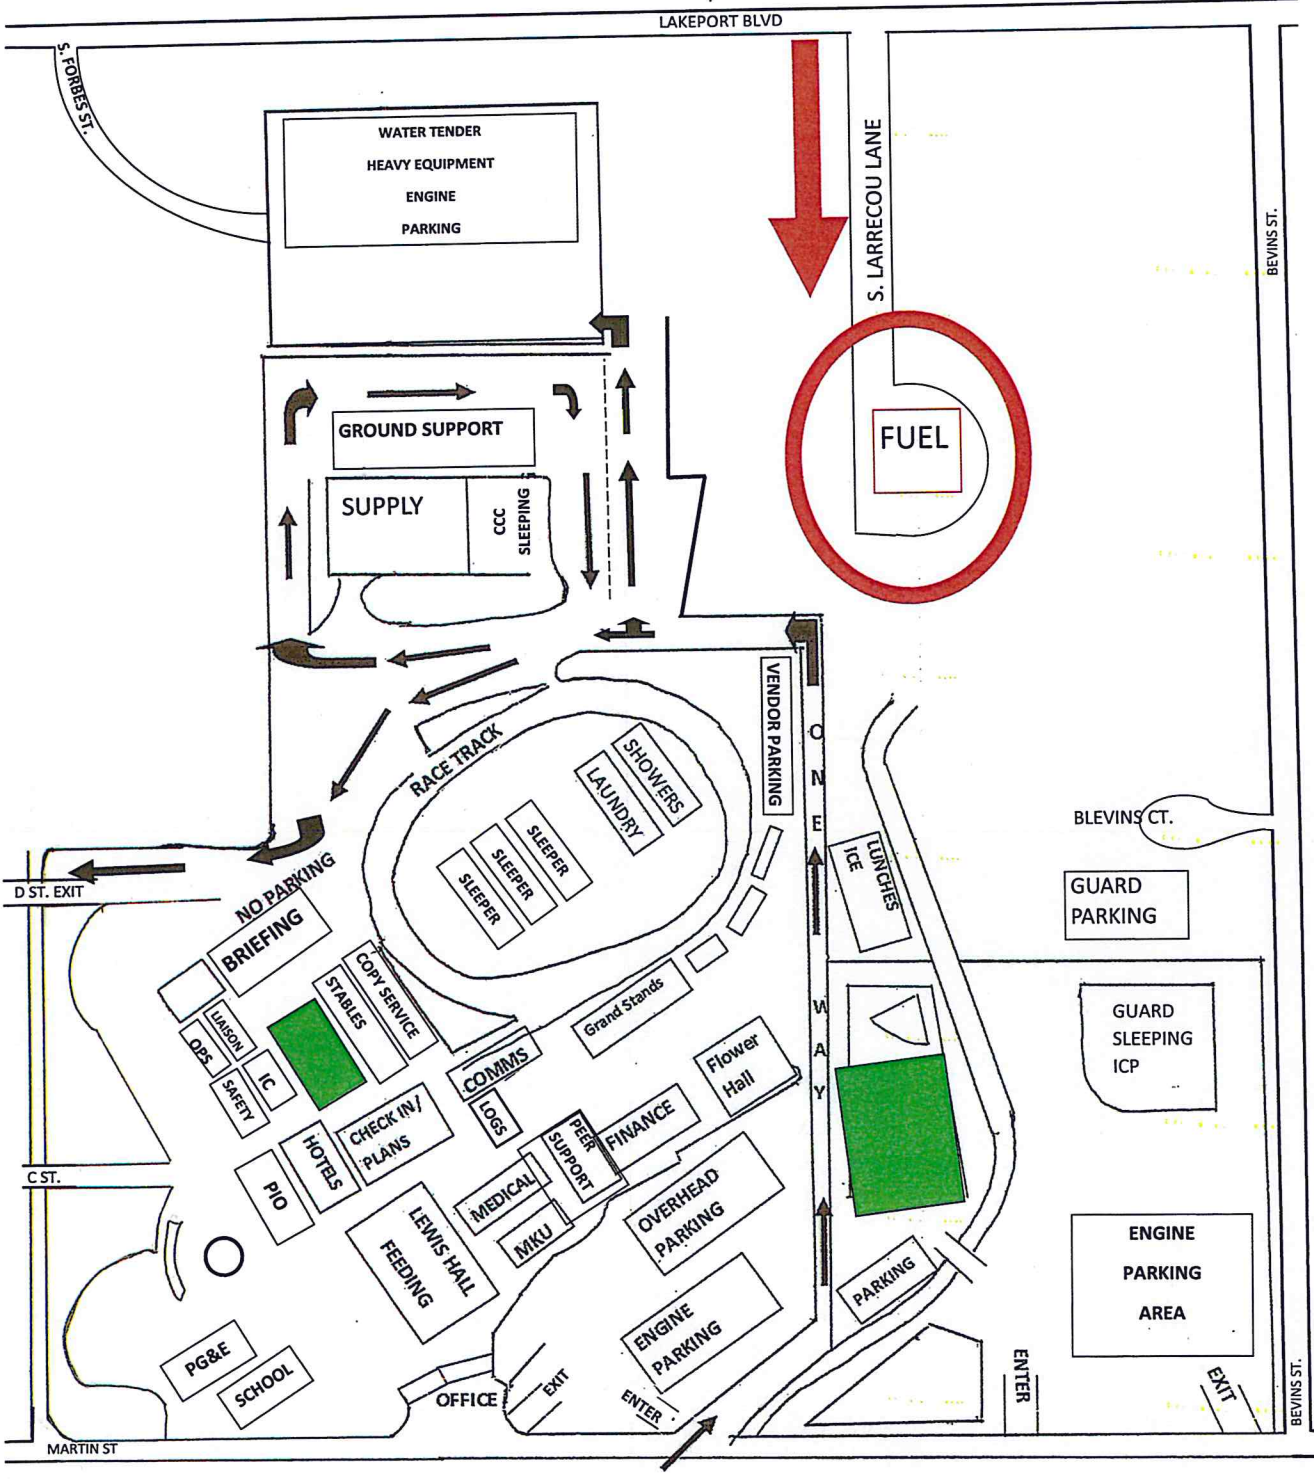 LAKEPORT BLVD
S. FORBES ST.
WATER TENDER
HEAVY EQUIPMENT
ENGINE
PARKING
S. LARRECOU LANE
BEVINS ST.
GROUND SUPPORT
FUEL
SUPPLY
CCC
SLEEPING
VENDOR PARKING
ONE WAY
RACE TRACK
SHOWERS
LAUNDRY
SLEEPER
SLEEPER
SLEEPER
BLEVINS CT.
LUNCHES
ICE
GUARD
PARKING
D ST. EXIT
NO PARKING
BRIEFING
COPY SERVICE
STABLES
Grand Stands
LIAISON
OPS
IC
SAFETY
COMMS
LOGS
Flower
Hall
GUARD
SLEEPING
ICP
CHECK IN/
PLANS
HOTELS
PIO
C ST.
PEER
SUPPORT
FINANCE
MEDICAL
MKU
OVERHEAD
PARKING
LEWIS HALL
FEEDING
ENGINE
PARKING
AREA
PARKING
ENGINE
PARKING
PG&E
SCHOOL
OFFICE
EXIT
ENTER
ENTER
EXIT
BEVINS ST.
MARTIN ST